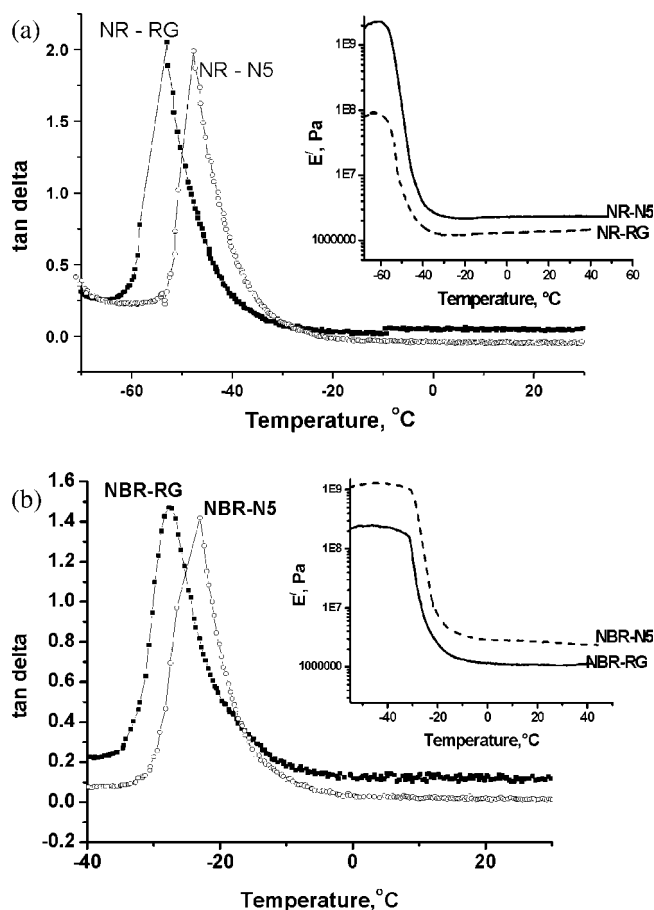 (a)
NR - RG
NR - N5
2.0
1.5
1.0
0.5
0.0
tan delta
-60
-40
-20
0
20
Temperature, °C
1E9
1E8
1E7
1000000
E/, Pa
NR-N5
NR-RG
-60
-40
-20
0
20
40
60
Temperature, °C
(b)
NBR-RG
NBR-N5
1.6
1.4
1.2
1.0
0.8
0.6
0.4
0.2
0.0
-0.2
tan delta
-40
-30
-20
-10
0
10
20
Temperature,°C
1E9
1E8
1E7
1000000
E/, Pa
NBR-N5
NBR-RG
-40
-20
0
20
40
60
Temperature,°C